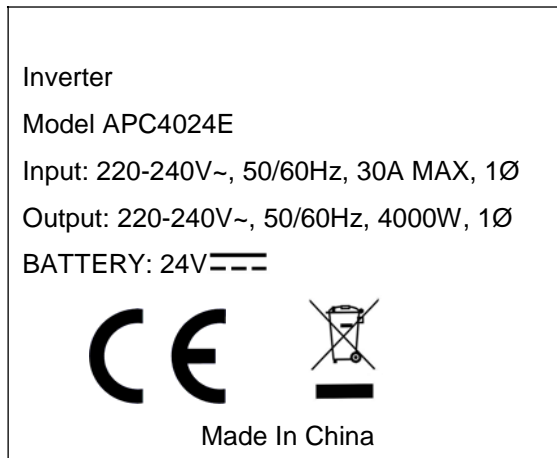 Inverter
Model APC4024E
Input: 220-240V~, 50/60Hz, 30A MAX, 1Ø
Output: 220-240V~, 50/60Hz, 4000W, 1Ø
BATTERY: 24V⎓
CE
Made In China